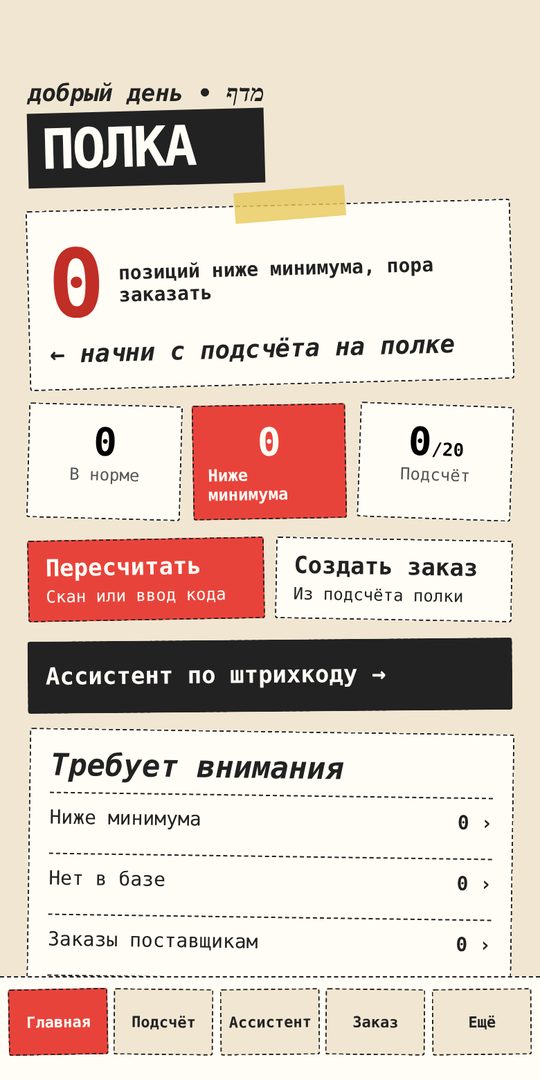 добрый день • מדף
ПОЛКА
0
позиций ниже минимума, пора
заказать
← начни с подсчёта на полке
0
В норме
0
Ниже
минимума
0/20
Подсчёт
Пересчитать
Скан или ввод кода
Создать заказ
Из подсчёта полки
Ассистент по штрихкоду →
Требует внимания
Ниже минимума 0 ›
Нет в базе 0 ›
Заказы поставщикам 0 ›
Главная
Подсчёт
Ассистент
Заказ
Ещё